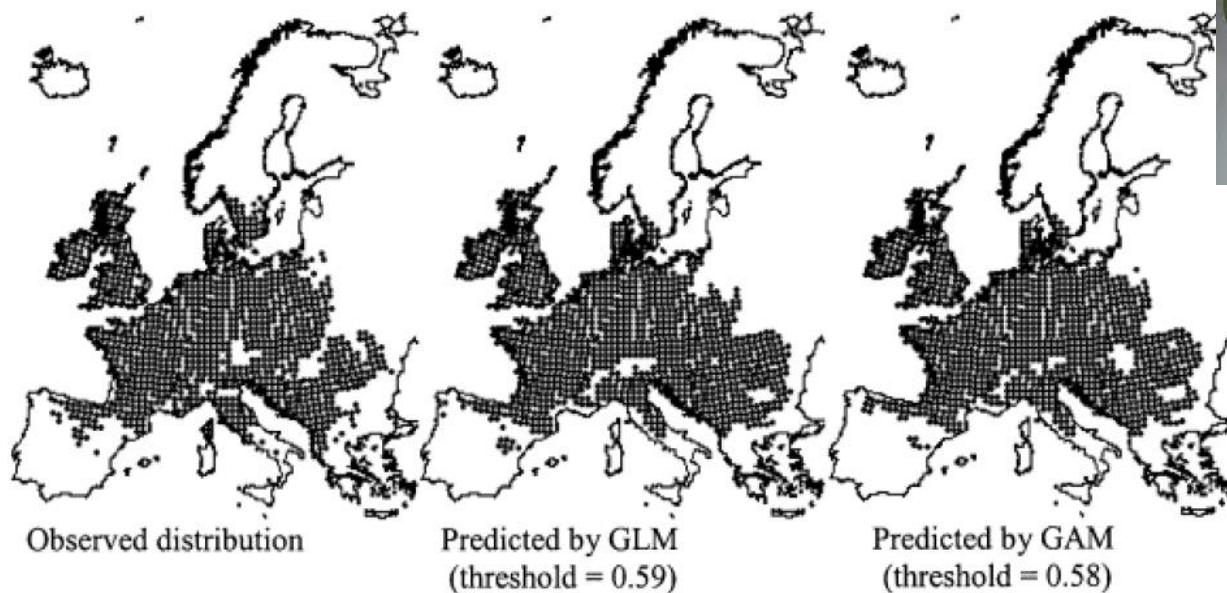 Observed distribution
Predicted by GLM
(threshold = 0.59)
Predicted by GAM
(threshold = 0.58)